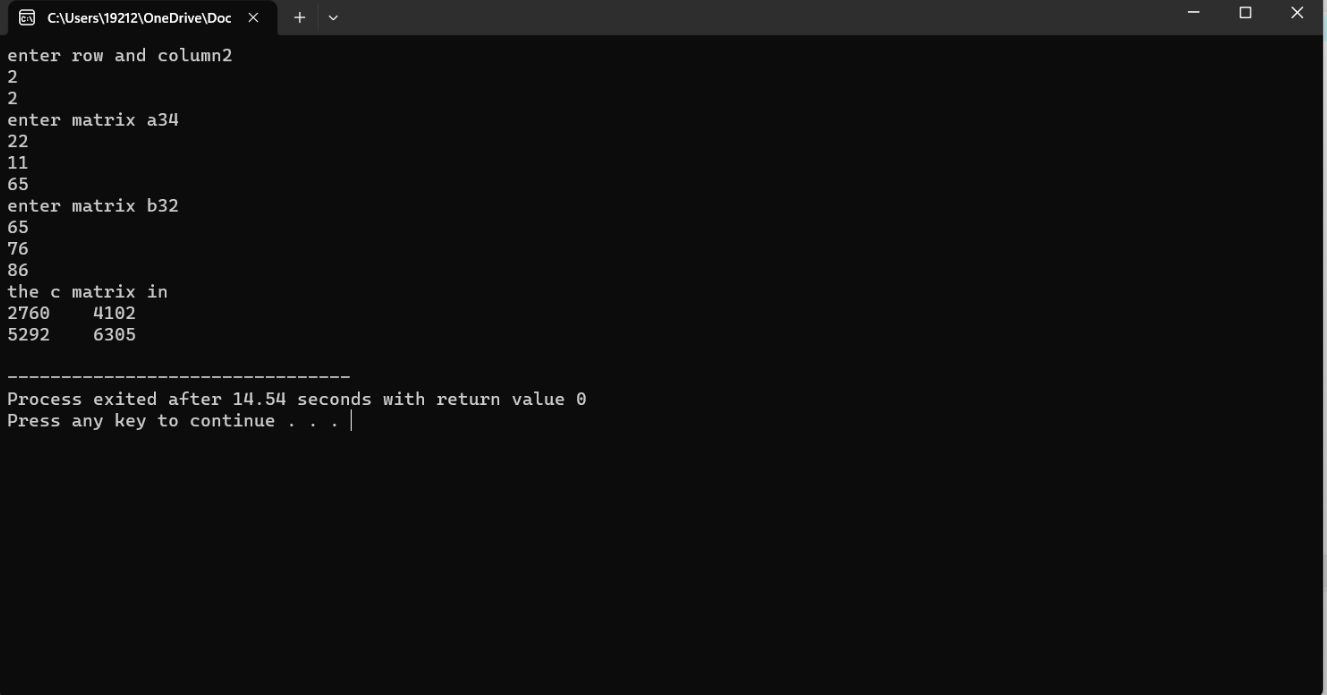 C:\Users\19212\OneDrive\Doc
enter row and column2
2
2
enter matrix a34
22
11
65
enter matrix b32
65
76
86
the c matrix in
2760    4102
5292    6305
--------------------------------
Process exited after 14.54 seconds with return value 0
Press any key to continue . . .